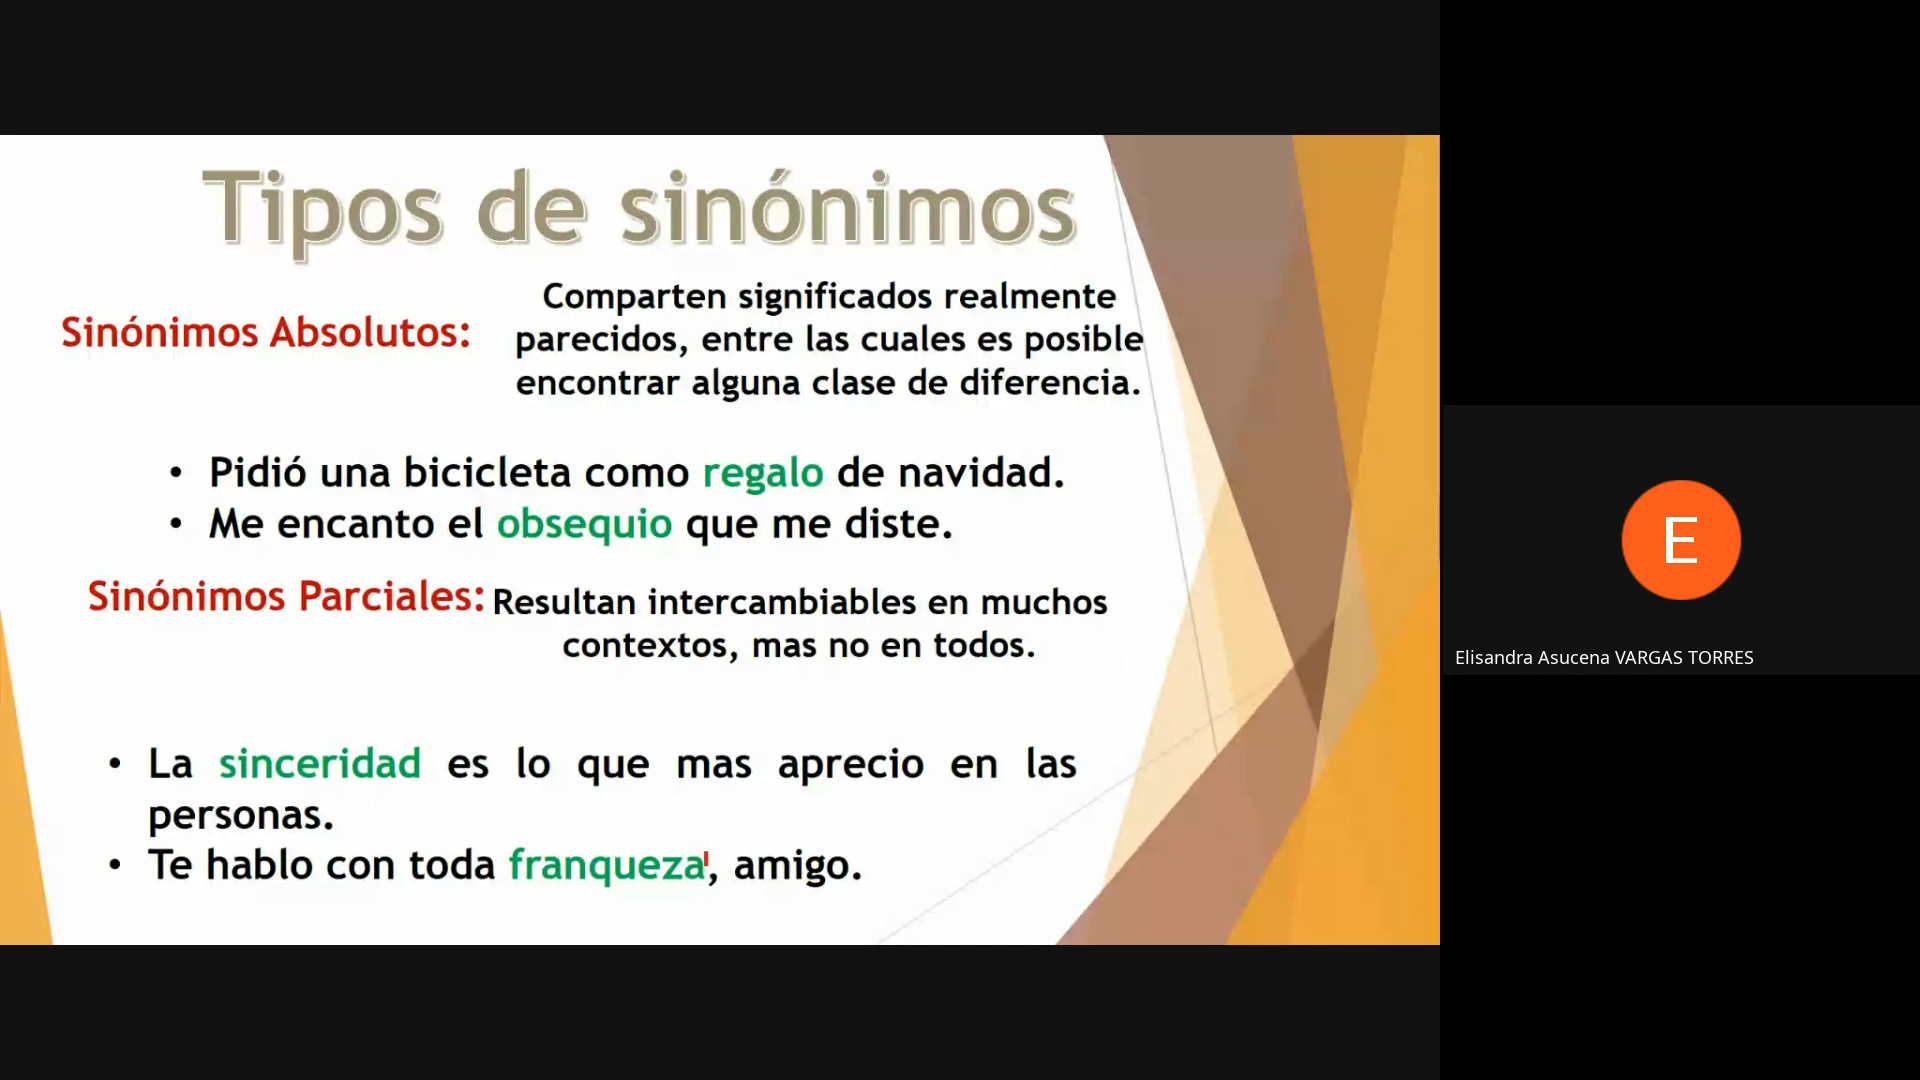 Tipos de sinónimos
Sinónimos Absolutos:
Comparten significados realmente
parecidos, entre las cuales es posible
encontrar alguna clase de diferencia.
• Pidió una bicicleta como regalo de navidad.
• Me encanto el obsequio que me diste.
Sinónimos Parciales:
Resultan intercambiables en muchos
contextos, mas no en todos.
• La sinceridad es lo que mas aprecio en las
personas.
• Te hablo con toda franqueza, amigo.
E
Elisandra Asucena VARGAS TORRES